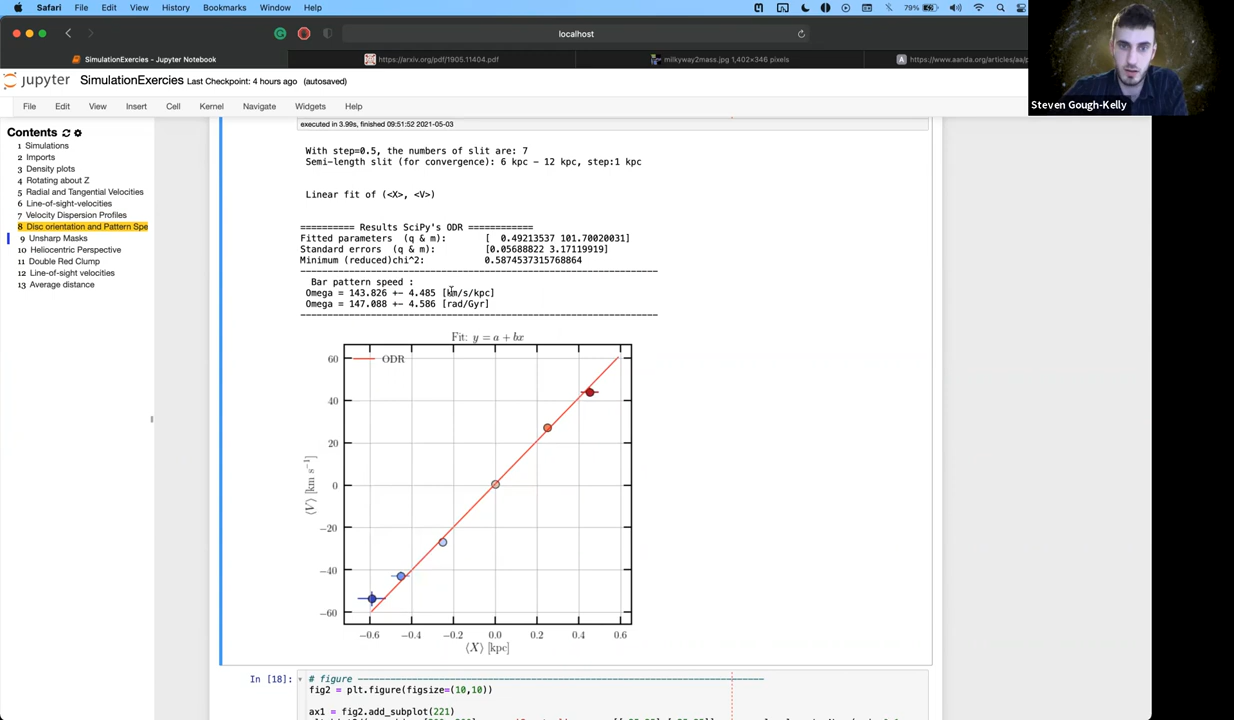 Safari File Edit View History Bookmarks Window Help 79%
localhost
SimulationExercies - Jupyter Notebook https://arxiv.org/pdf/1905.11404.pdf milkyway2mass.jpg 1,402×346 pixels https://www.aanda.org/articles/aa/p
Steven Gough-Kelly
jupyter SimulationExercies Last Checkpoint: 4 hours ago (autosaved)
File Edit View Insert Cell Kernel Navigate Widgets Help
Contents
1 Simulations
2 Imports
3 Density plots
4 Rotating about Z
5 Radial and Tangential Velocities
6 Line-of-sight-velocities
7 Velocity Dispersion Profiles
8 Disc orientation and Pattern Spe
9 Unsharp Masks
10 Heliocentric Perspective
11 Double Red Clump
12 Line-of-sight velocities
13 Average distance
executed in 3.99s, finished 09:51:52 2021-05-03
With step=0.5, the numbers of slit are: 7
Semi-length slit (for convergence): 6 kpc - 12 kpc, step:1 kpc
Linear fit of (<X>, <V>)
========== Results SciPy's ODR ============
Fitted parameters (q & m): [ 0.49213537 101.70020031]
Standard errors (q & m): [0.05688822 3.17119919]
Minimum (reduced)chi^2: 0.5874537315768864
Bar pattern speed :
Omega = 143.826 +- 4.485 [km/s/kpc]
Omega = 147.088 +- 4.586 [rad/Gyr]
Fit: y = a + bx
ODR
60
40
20
0
−20
−40
−60
⟨V⟩ [km s⁻¹]
−0.6 −0.4 −0.2 0.0 0.2 0.4 0.6
⟨X⟩ [kpc]
In [18]:
# figure
fig2 = plt.figure(figsize=(10,10))
ax1 = fig2.add_subplot(221)